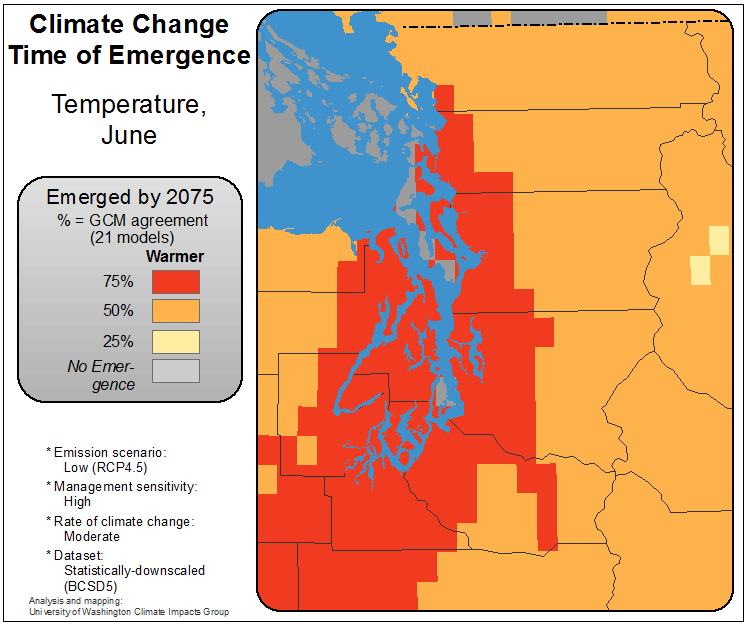 Climate Change
Time of Emergence
Temperature,
June
Emerged by 2075
% = GCM agreement
(21 models)
Warmer
75%
50%
25%
No Emer-
gence
* Emission scenario:
Low (RCP4.5)
* Management sensitivity:
High
* Rate of climate change:
Moderate
* Dataset:
Statistically-downscaled
(BCSD5)
Analysis and mapping:
University of Washington Climate Impacts Group